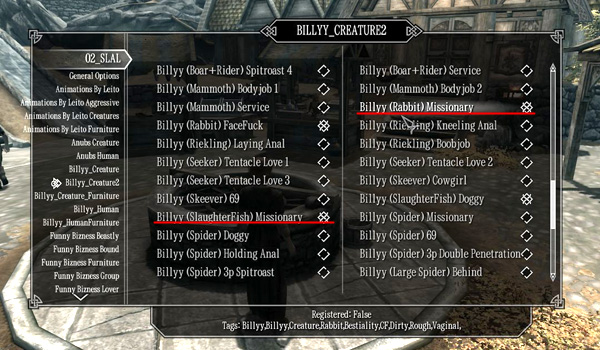 BILLYY_CREATURE2
02_SLAL
General Options
Animations By Leito
Animations By Leito Aggressive
Animations By Leito Creatures
Animations By Leito Furniture
Anubs Creature
Anubs Human
Billyy_Creature
Billyy_Creature2
Billyy_Creature_Furniture
Billyy_Human
Billyy_HumanFurniture
Funny Bizness Beastly
Funny Bizness Bound
Funny Bizness Furniture
Funny Bizness Group
Funny Bizness Lover
Billyy (Boar+Rider) Spitroast 4
Billyy (Mammoth) Bodyjob 1
Billyy (Mammoth) Service
Billyy (Rabbit) FaceFuck
Billyy (Riekling) Laying Anal
Billyy (Seeker) Tentacle Love 1
Billyy (Seeker) Tentacle Love 3
Billyy (Skeever) 69
Billyy (SlaughterFish) Missionary
Billyy (Spider) Doggy
Billyy (Spider) Holding Anal
Billyy (Spider) 3p Spitroast
Billyy (Boar+Rider) Service
Billyy (Mammoth) Bodyjob 2
Billyy (Rabbit) Missionary
Billyy (Riekling) Kneeling Anal
Billyy (Riekling) Boobjob
Billyy (Seeker) Tentacle Love 2
Billyy (Skeever) Cowgirl
Billyy (SlaughterFish) Doggy
Billyy (Spider) Missionary
Billyy (Spider) 69
Billyy (Spider) 3p Double Penetration
Billyy (Large Spider) Behind
Registered: False
Tags: Billyy,Billyy,Creature,Rabbit,Bestiality,CF,Dirty,Rough,Vaginal,